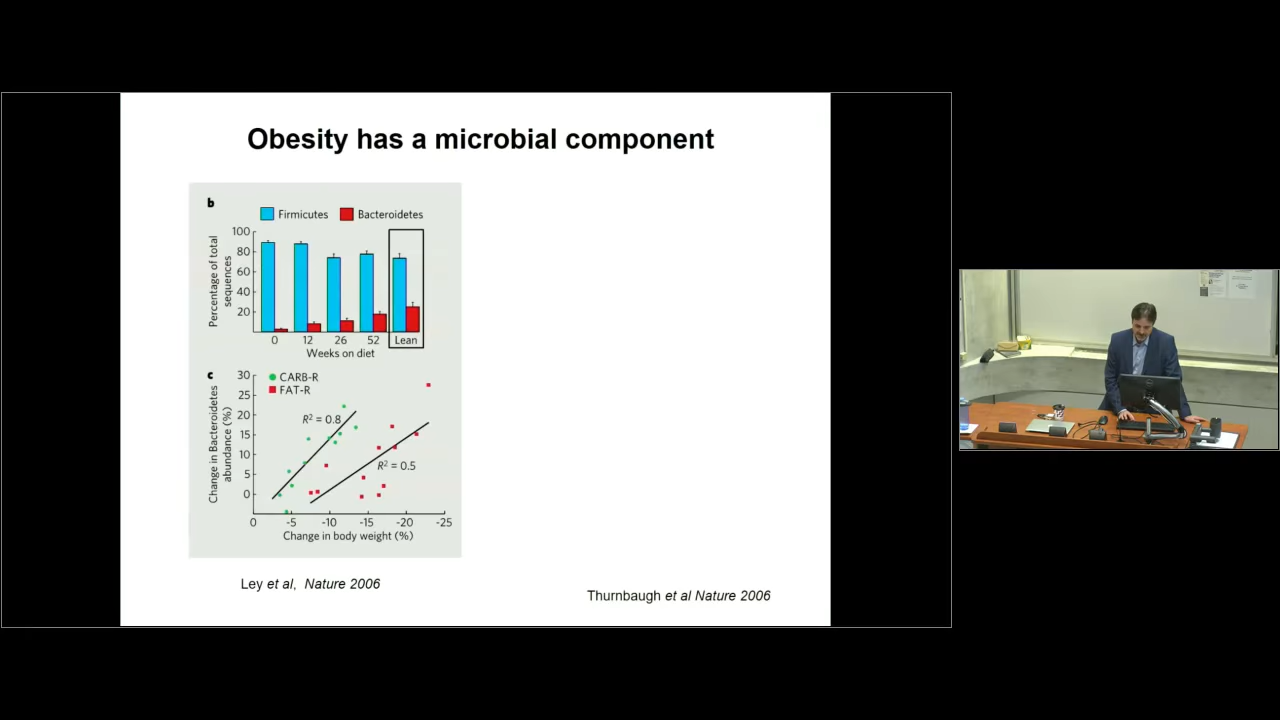 Obesity has a microbial component
b
Firmicutes
Bacteroidetes
Percentage of total
sequences
100
80
60
40
20
0
12
26
52
Lean
Weeks on diet
c
CARB-R
FAT-R
Change in Bacteroidetes
abundance (%)
30
25
20
15
10
5
0
R² = 0.8
R² = 0.5
0
-5
-10
-15
-20
-25
Change in body weight (%)
Ley et al, Nature 2006
Thurnbaugh et al Nature 2006